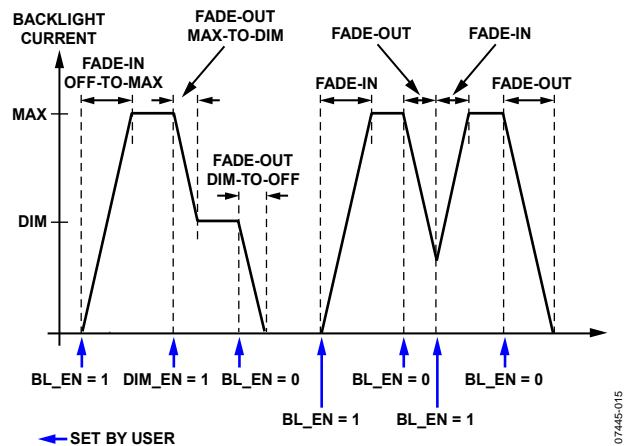 BACKLIGHT
CURRENT
FADE-OUT
MAX-TO-DIM
FADE-IN
OFF-TO-MAX
FADE-OUT
FADE-IN
FADE-IN
FADE-OUT
MAX
FADE-OUT
DIM-TO-OFF
DIM
BL_EN = 1
DIM_EN = 1
BL_EN = 0
BL_EN = 0
BL_EN = 0
BL_EN = 1
BL_EN = 1
SET BY USER
07445-015